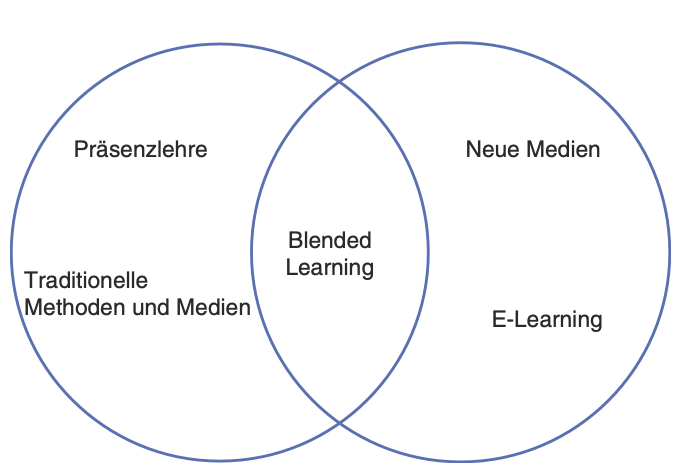 Präsenzlehre
Neue Medien
Blended
Learning
Traditionelle
Methoden und Medien
E-Learning